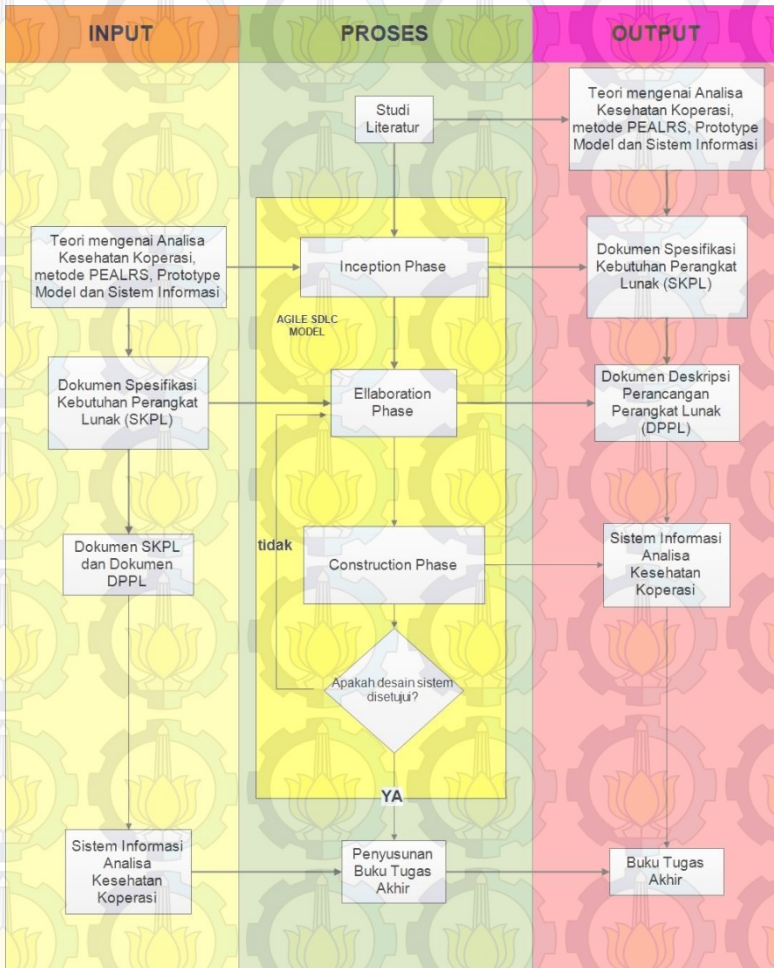 INPUT
PROSES
OUTPUT
Studi
Literatur
Teori mengenai Analisa
Kesehatan Koperasi,
metode PEALRS, Prototype
Model dan Sistem Informasi
Teori mengenai Analisa
Kesehatan Koperasi,
metode PEALRS, Prototype
Model dan Sistem Informasi
Inception Phase
Dokumen Spesifikasi
Kebutuhan Perangkat
Lunak (SKPL)
AGILE SDLC
MODEL
Dokumen Spesifikasi
Kebutuhan Perangkat
Lunak (SKPL)
Ellaboration
Phase
Dokumen Deskripsi
Perancangan
Perangkat Lunak
(DPPL)
Dokumen SKPL
dan Dokumen
DPPL
tidak
Construction Phase
Sistem Informasi
Analisa
Kesehatan
Koperasi
Apakah desain sistem
disetujui?
YA
Sistem Informasi
Analisa
Kesehatan
Koperasi
Penyusunan
Buku Tugas
Akhir
Buku Tugas
Akhir